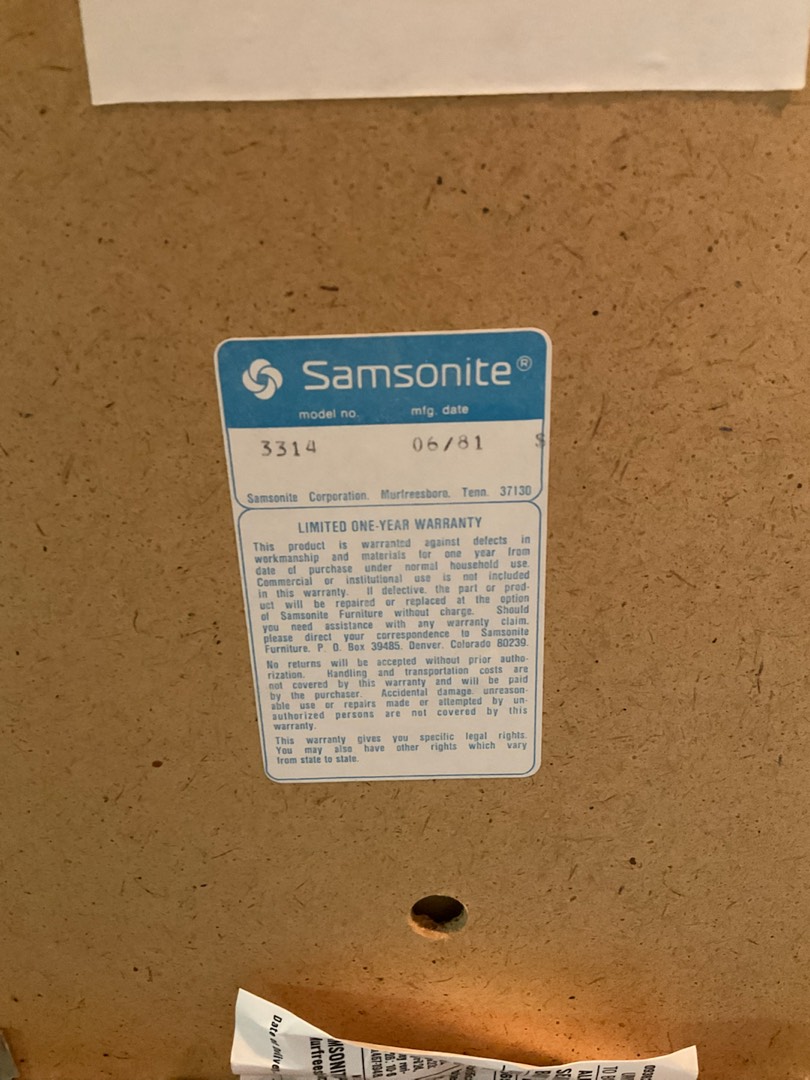 Samsonite®
model no. mfg. date
3314 06/81 $
Samsonite Corporation. Murfreesboro. Tenn. 37130
LIMITED ONE-YEAR WARRANTY
This product is warranted against defects in
workmanship and materials for one year from
date of purchase under normal household use.
Commercial or institutional use is not included
in this warranty. If defective, the part or prod-
uct will be repaired or replaced at the option
of Samsonite Furniture without charge. Should
you need assistance with any warranty claim,
please direct your correspondence to Samsonite
Furniture, P. O. Box 39485, Denver, Colorado 80239.
No returns will be accepted without prior autho-
rization. Handling and transportation costs are
not covered by this warranty and will be paid
by the purchaser. Accidental damage, unreason-
able use or repairs made or attempted by un-
authorized persons are not covered by this
warranty.
This warranty gives you specific legal rights.
You may also have other rights which vary
from state to state.